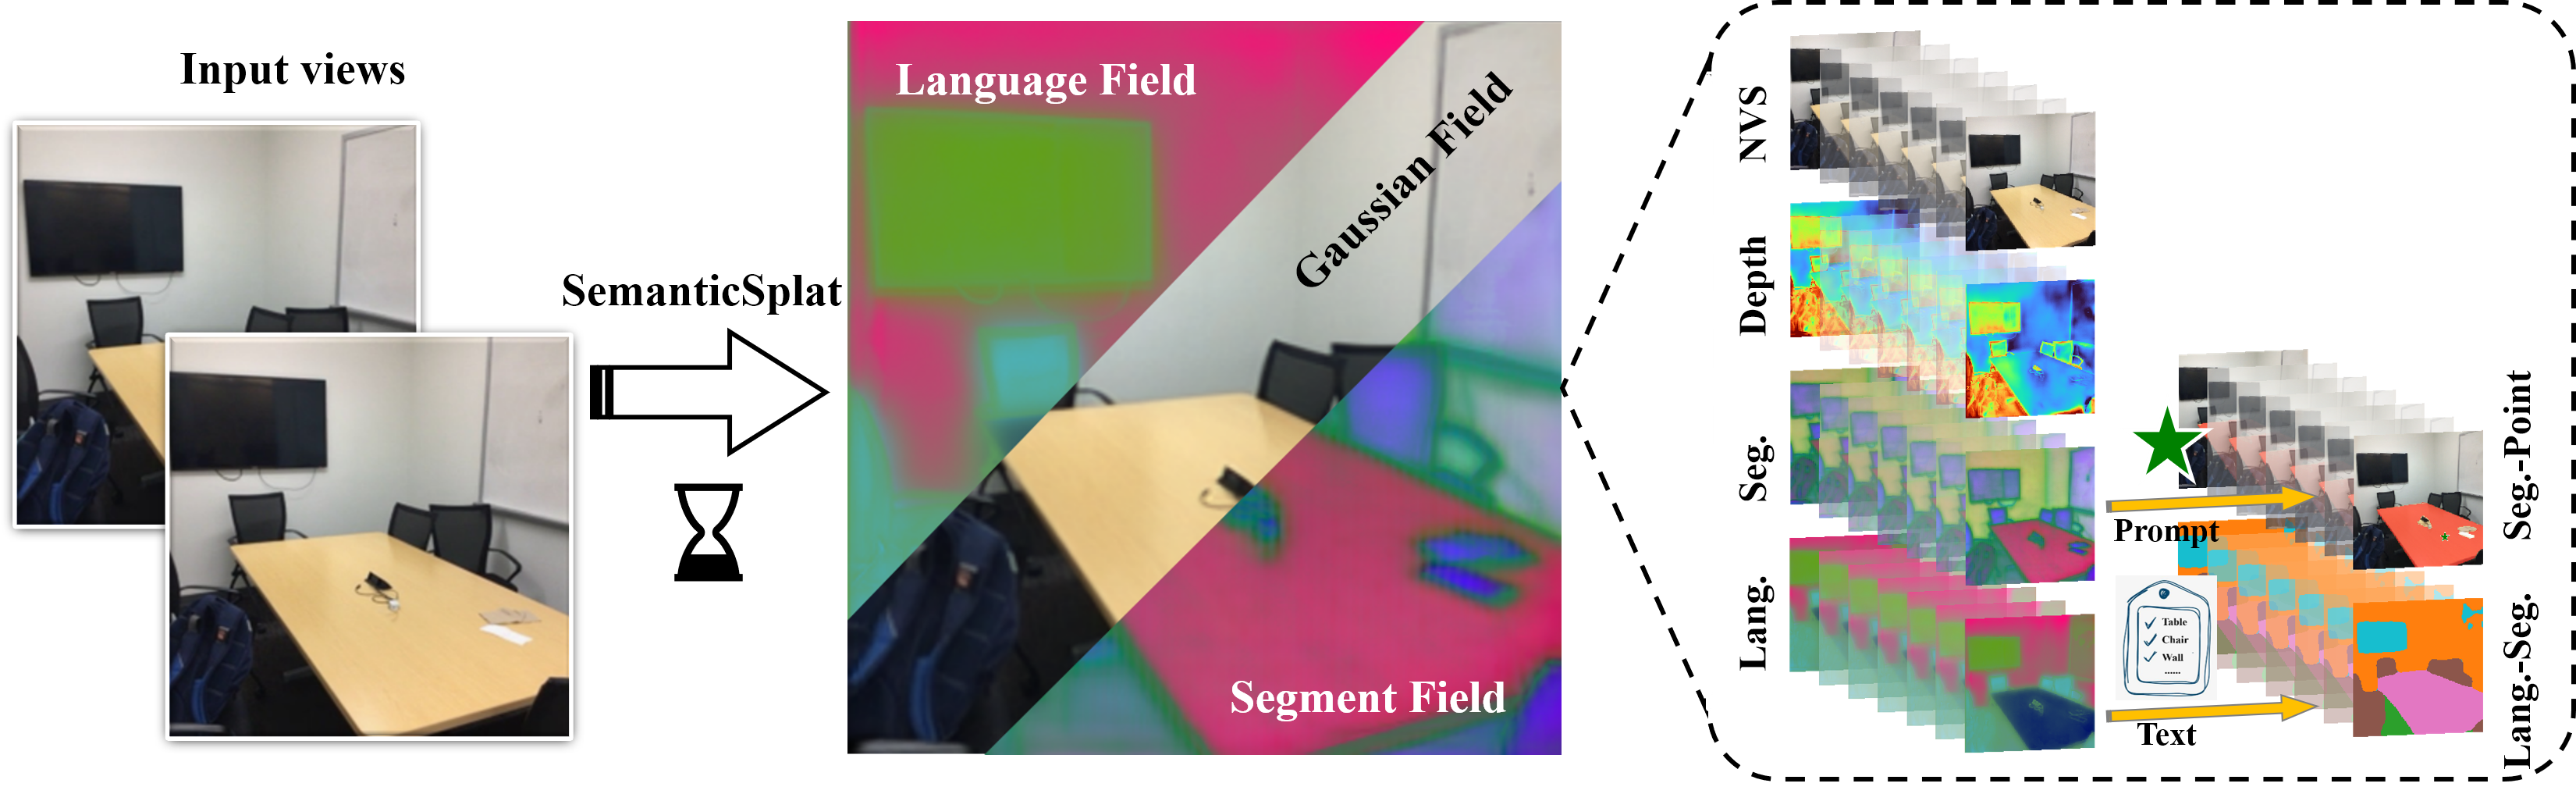 Input views
SemanticSplat
Language Field
Gaussian Field
Segment Field
NVS
Depth
Seg.
Lang.
Prompt
Table
Chair
Wall
......
Text
Seg.-Point
Lang.-Seg.